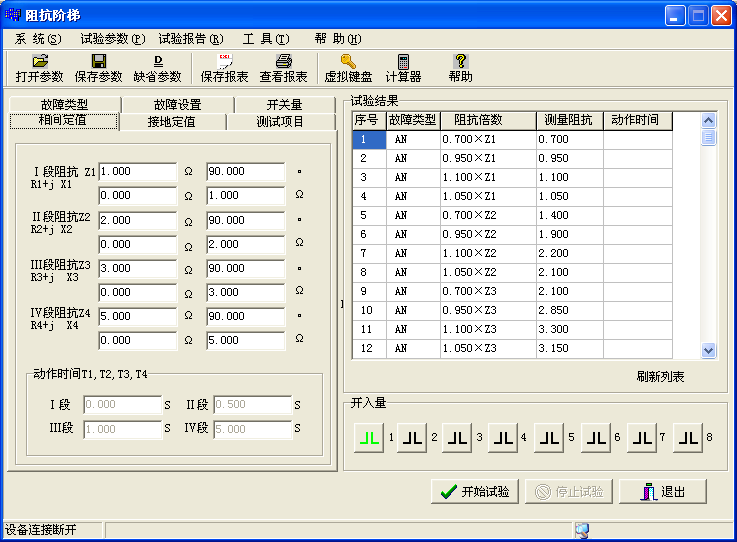 阻抗阶梯
系 统(S) 试验参数(P) 试验报告(R) 工 具(T) 帮 助(H)
打开参数 保存参数 缺省参数 保存报表 查看报表 虚拟键盘 计算器 帮助
故障类型 故障设置 开关量
相间定值 接地定值 测试项目
I 段阻抗 Z1 1.000 Ω 90.000 °
R1+j X1 0.000 Ω 1.000 Ω
II 段阻抗Z2 2.000 Ω 90.000 °
R2+j X2 0.000 Ω 2.000 Ω
III段阻抗Z3 3.000 Ω 90.000 °
R3+j X3 0.000 Ω 3.000 Ω
IV段阻抗Z4 5.000 Ω 90.000 °
R4+j X4 0.000 Ω 5.000 Ω
动作时间T1,T2,T3,T4
I 段 0.000 S II 段 0.500 S
III段 1.000 S IV段 5.000 S
试验结果
序号 故障类型 阻抗倍数 测量阻抗 动作时间
1 AN 0.700×Z1 0.700
2 AN 0.950×Z1 0.950
3 AN 1.100×Z1 1.100
4 AN 1.050×Z1 1.050
5 AN 0.700×Z2 1.400
6 AN 0.950×Z2 1.900
7 AN 1.100×Z2 2.200
8 AN 1.050×Z2 2.100
9 AN 0.700×Z3 2.100
10 AN 0.950×Z3 2.850
11 AN 1.100×Z3 3.300
12 AN 1.050×Z3 3.150
刷新列表
开入量
1 2 3 4 5 6 7 8
开始试验 停止试验 退出
设备连接断开